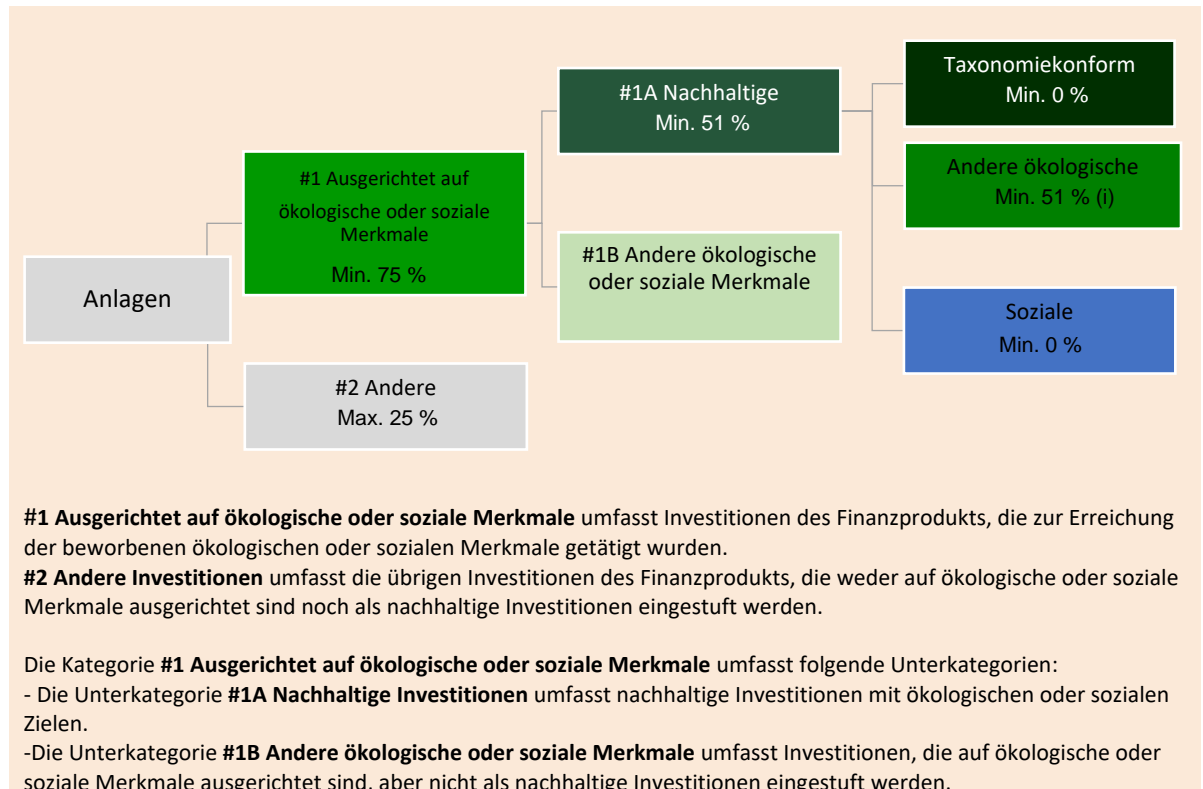 Anlagen
#1 Ausgerichtet auf
ökologische oder soziale
Merkmale
Min. 75 %
#2 Andere
Max. 25 %
#1A Nachhaltige
Min. 51 %
#1B Andere ökologische
oder soziale Merkmale
Taxonomiekonform
Min. 0 %
Andere ökologische
Min. 51 % (i)
Soziale
Min. 0 %
#1 Ausgerichtet auf ökologische oder soziale Merkmale umfasst Investitionen des Finanzprodukts, die zur Erreichung
der beworbenen ökologischen oder sozialen Merkmale getätigt wurden.
#2 Andere Investitionen umfasst die übrigen Investitionen des Finanzprodukts, die weder auf ökologische oder soziale
Merkmale ausgerichtet sind noch als nachhaltige Investitionen eingestuft werden.
Die Kategorie #1 Ausgerichtet auf ökologische oder soziale Merkmale umfasst folgende Unterkategorien:
- Die Unterkategorie #1A Nachhaltige Investitionen umfasst nachhaltige Investitionen mit ökologischen oder sozialen
Zielen.
-Die Unterkategorie #1B Andere ökologische oder soziale Merkmale umfasst Investitionen, die auf ökologische oder
soziale Merkmale ausgerichtet sind, aber nicht als nachhaltige Investitionen eingestuft werden.